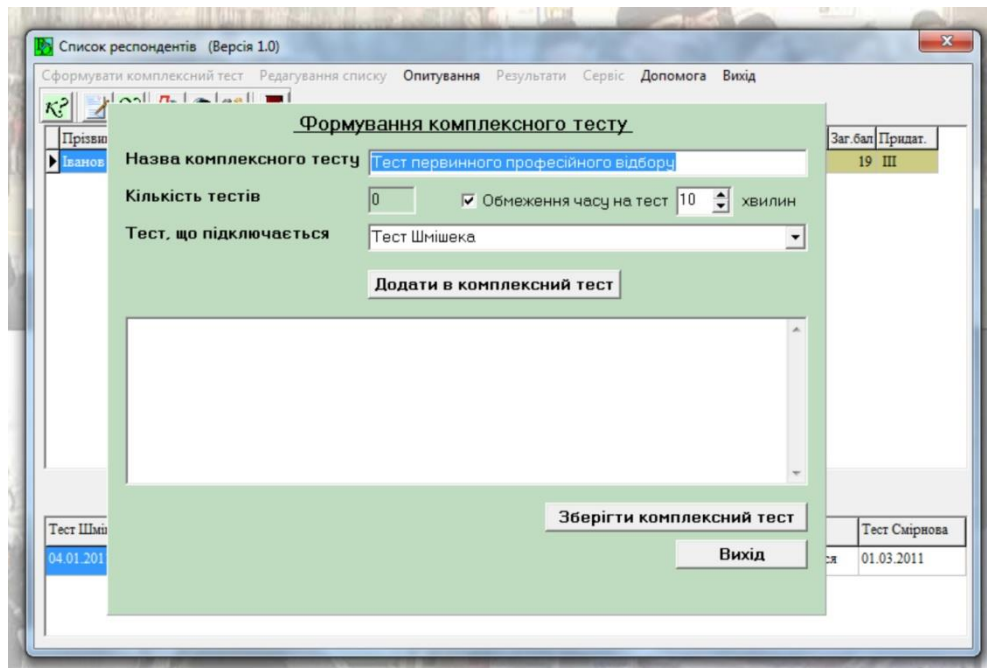 Список респондентів (Версія 1.0)
Сформувати комплексний тест Редагування списку Опитування Результати Сервіс Допомога Вихід
К?
Формування комплексного тесту
Заг.бал Придат.
Назва комплексного тесту Тест первинного професійного відбору
Іванов 19 III
Кількість тестів 0 Обмеження часу на тест 10 хвилин
Тест, що підключається Тест Шмішека
Додати в комплексний тест
Зберігти комплексний тест
Тест Тест Смірнова
Вихід
04.01.201 ся 01.03.2011